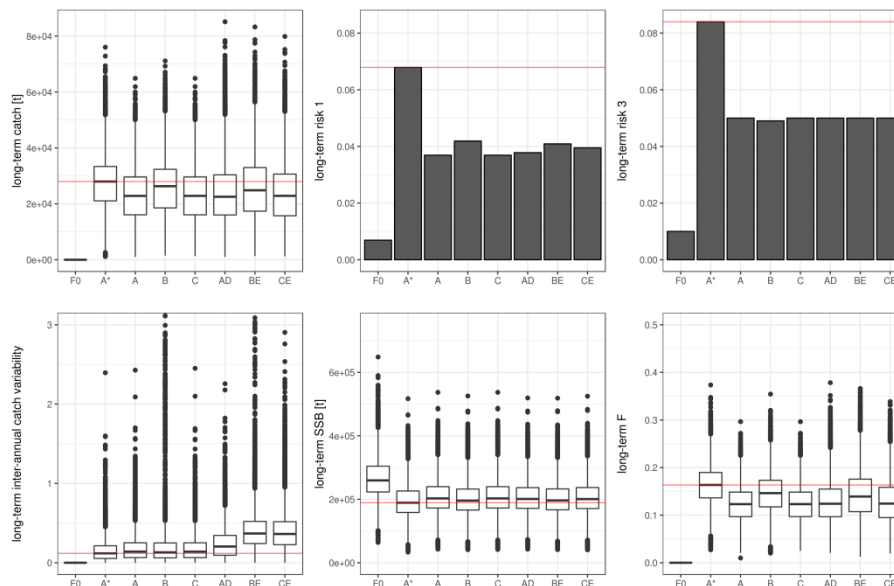 long-term catch [t]
8e+04
6e+04
4e+04
2e+04
0e+00
F0 A* A B C AD BE CE
long-term risk 1
0.08
0.06
0.04
0.02
0.00
F0 A* A B C AD BE CE
long-term risk 3
0.08
0.06
0.04
0.02
0.00
F0 A* A B C AD BE CE
long-term inter-annual catch variability
3
2
1
0
F0 A* A B C AD BE CE
long-term SSB [t]
6e+05
4e+05
2e+05
0e+00
F0 A* A B C AD BE CE
long-term F
0.5
0.4
0.3
0.2
0.1
0.0
F0 A* A B C AD BE CE